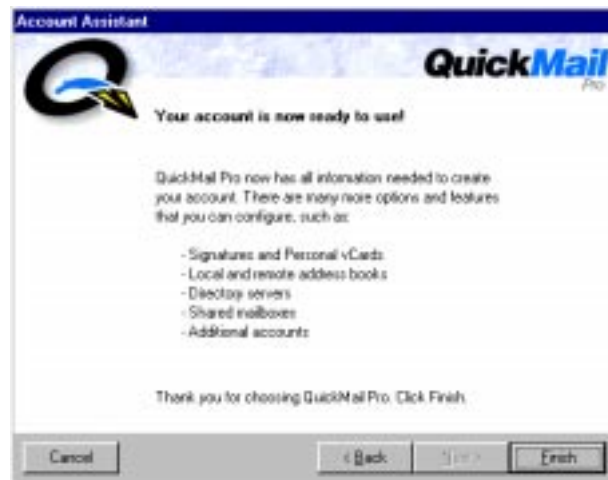 Account Assistant
QuickMail
Pro
Your account is now ready to use!
QuickMail Pro now has all information needed to create
your account. There are many more options and features
that you can configure, such as:
- Signatures and Personal vCards
- Local and remote address books
- Directory servers
- Shared mailboxes
- Additional accounts
Thank you for choosing QuickMail Pro. Click Finish.
Cancel
< Back
Next >
Finish